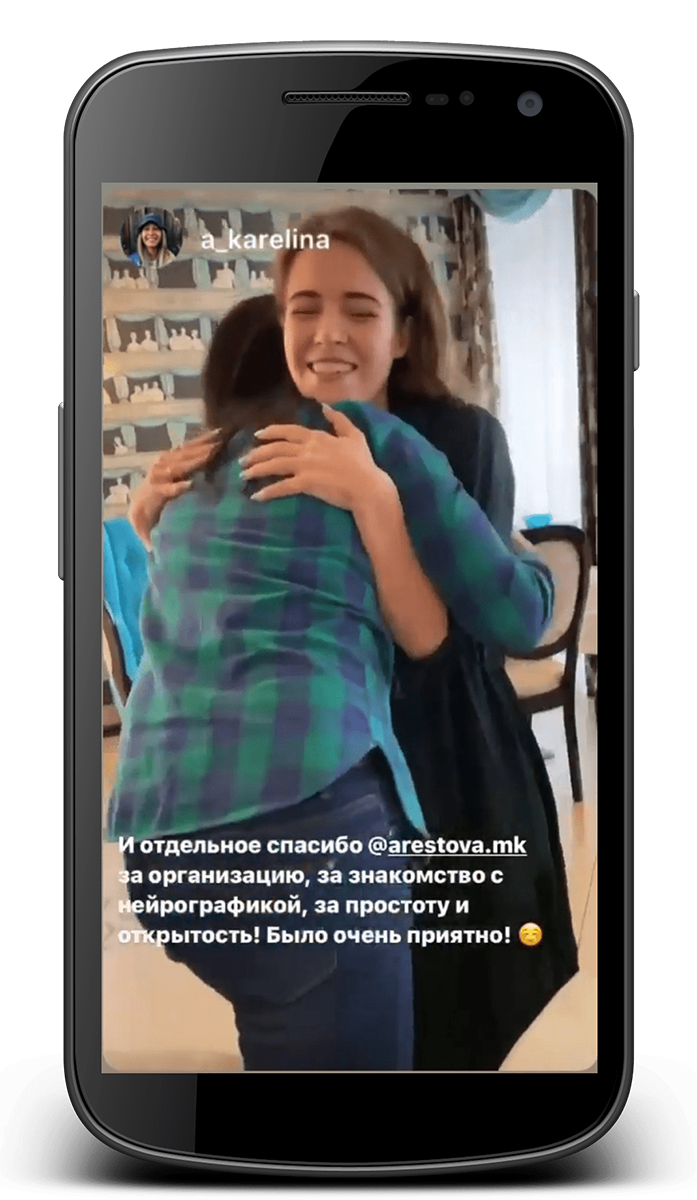 a_karelina
И отдельное спасибо @arestova.mk
за организацию, за знакомство с
нейрографикой, за простоту и
открытость! Было очень приятно! ☺️